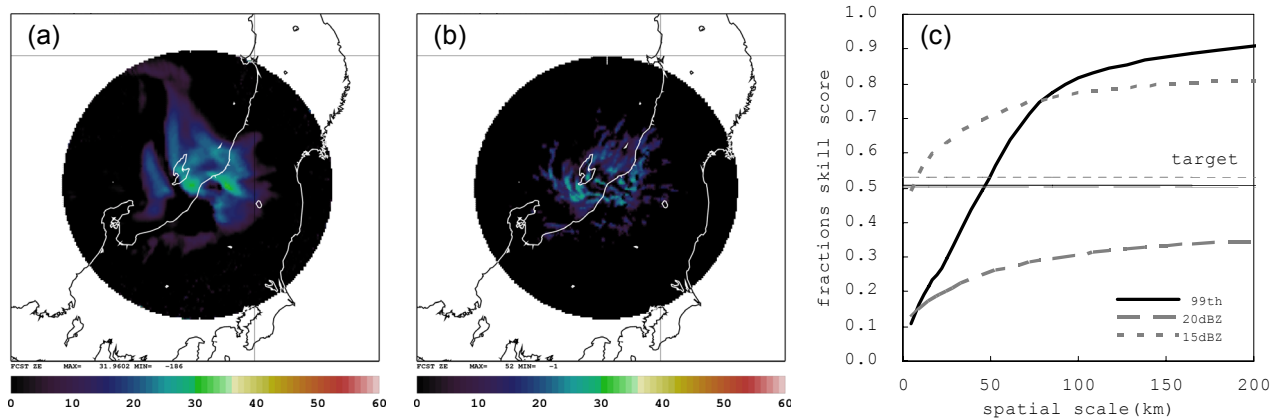 (a)
FCST ZE MAX= 31.9602 MIN= -186
0 10 20 30 40 50 60
(b)
FCST ZE MAX= 52 MIN= -1
0 10 20 30 40 50 60
(c)
fractions skill score
1.0
0.9
0.8
0.7
0.6
0.5
0.4
0.3
0.2
0.1
0.0
target
99th
20dBZ
15dBZ
0 50 100 150 200
spatial scale(km)